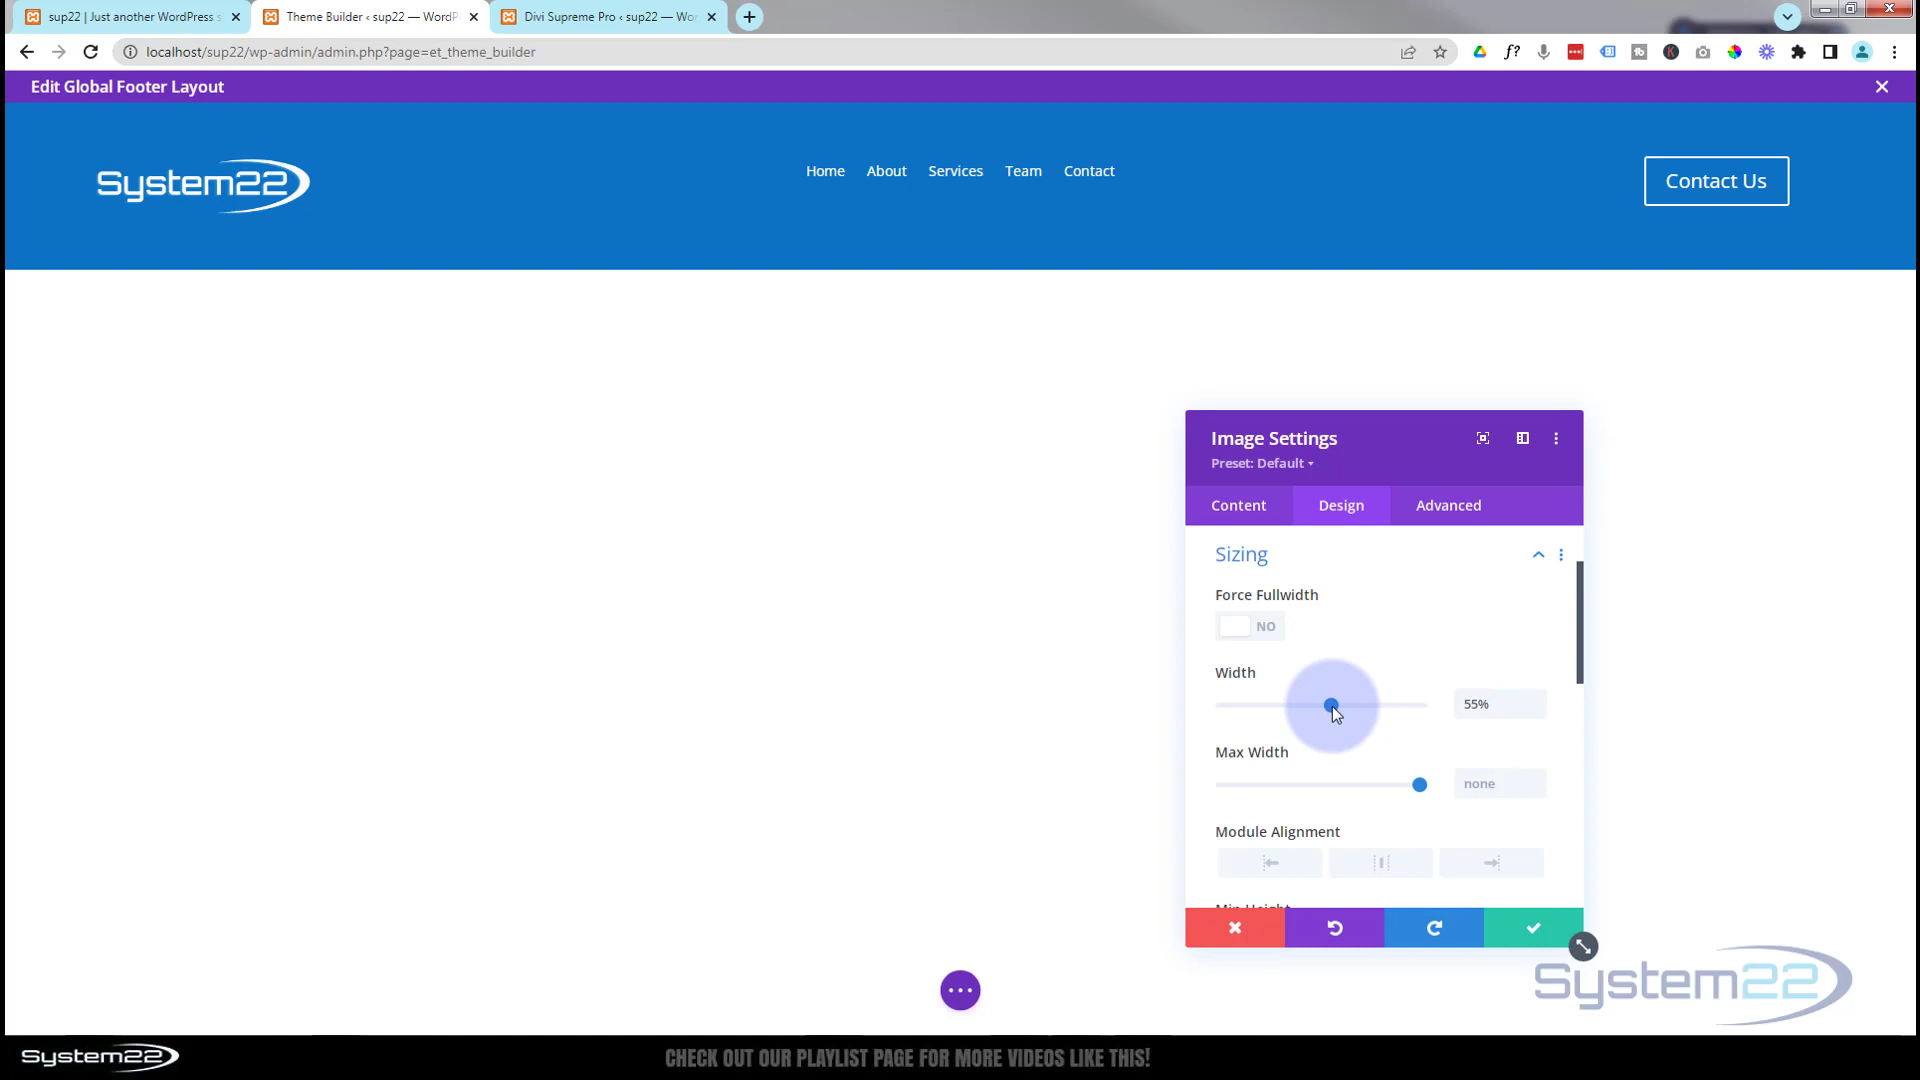 sup22 | Just another WordPress s
Theme Builder ‹ sup22 — WordP
Divi Supreme Pro ‹ sup22 — Wor
localhost/sup22/wp-admin/admin.php?page=et_theme_builder
Edit Global Footer Layout
System22
Home About Services Team Contact
Contact Us
Image Settings
Preset: Default
Content Design Advanced
Sizing
Force Fullwidth
NO
Width
55%
Max Width
none
Module Alignment
Min Height
System22
System22
CHECK OUT OUR PLAYLIST PAGE FOR MORE VIDEOS LIKE THIS!